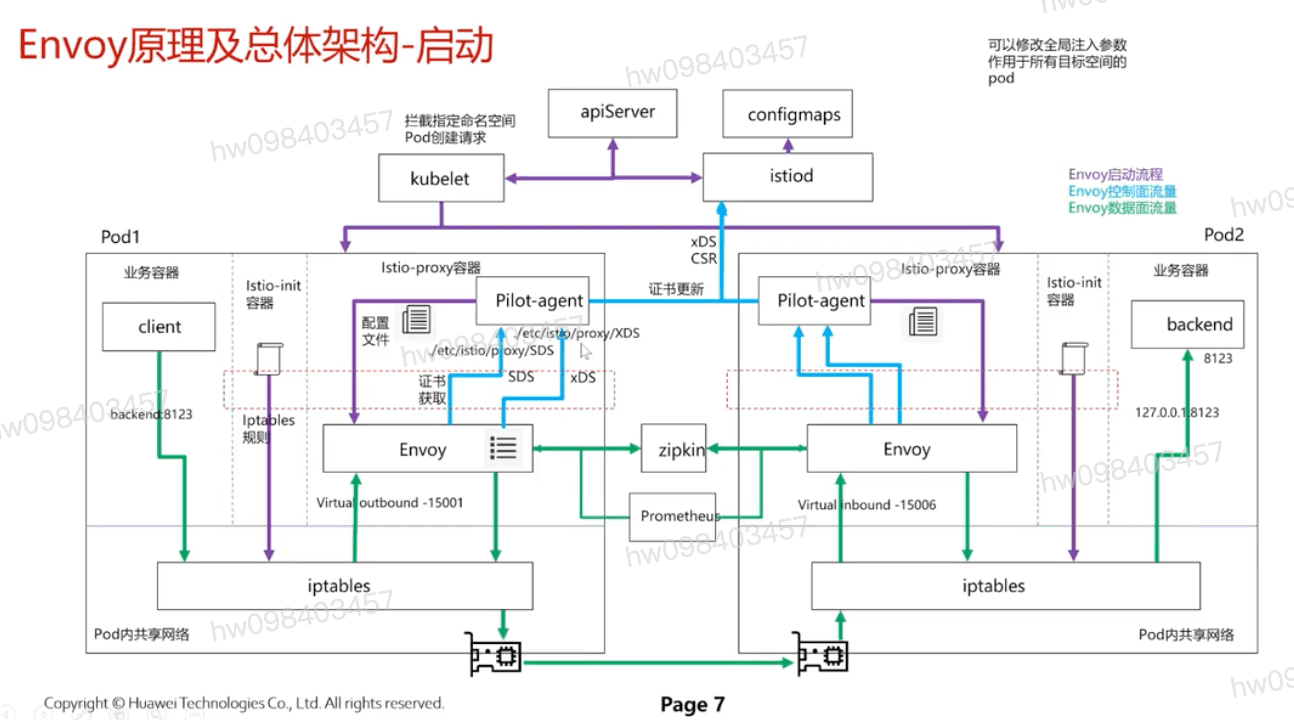 Envoy原理及总体架构-启动
可以修改全局注入参数
作用于所有目标空间的
pod
拦截指定命名空间
Pod创建请求
apiServer
configmaps
kubelet
istiod
Envoy启动流程
Envoy控制面流量
Envoy数据面流量
Pod1
业务容器
client
backend:8123
Istio-init
容器
Iptables
规则
Istio-proxy容器
Pilot-agent
配置
文件
./etc/istio/proxy/XDS
./etc/istio/proxy/SDS
证书
获取
SDS
xDS
Envoy
Virtual outbound -15001
iptables
Pod内共享网络
xDS
CSR
证书更新
zipkin
Prometheus
Pod2
Istio-proxy容器
Pilot-agent
Envoy
Virtual inbound -15006
Istio-init
容器
业务容器
backend
8123
127.0.0.1:8123
iptables
Pod内共享网络
Copyright © Huawei Technologies Co., Ltd. All rights reserved.
Page 7
hw098403457
hw098403457
hw098403457
hw098403457
hw098403457
hw098403457
hw098403457
hw098403457